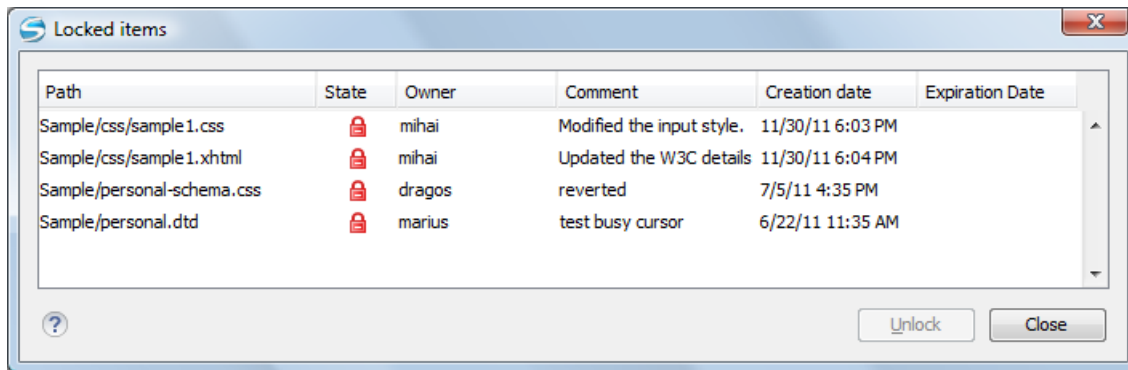 Locked items
Path State Owner Comment Creation date Expiration Date
Sample/css/sample1.css mihai Modified the input style. 11/30/11 6:03 PM
Sample/css/sample1.xhtml mihai Updated the W3C details 11/30/11 6:04 PM
Sample/personal-schema.css dragos reverted 7/5/11 4:35 PM
Sample/personal.dtd marius test busy cursor 6/22/11 11:35 AM
? Unlock Close